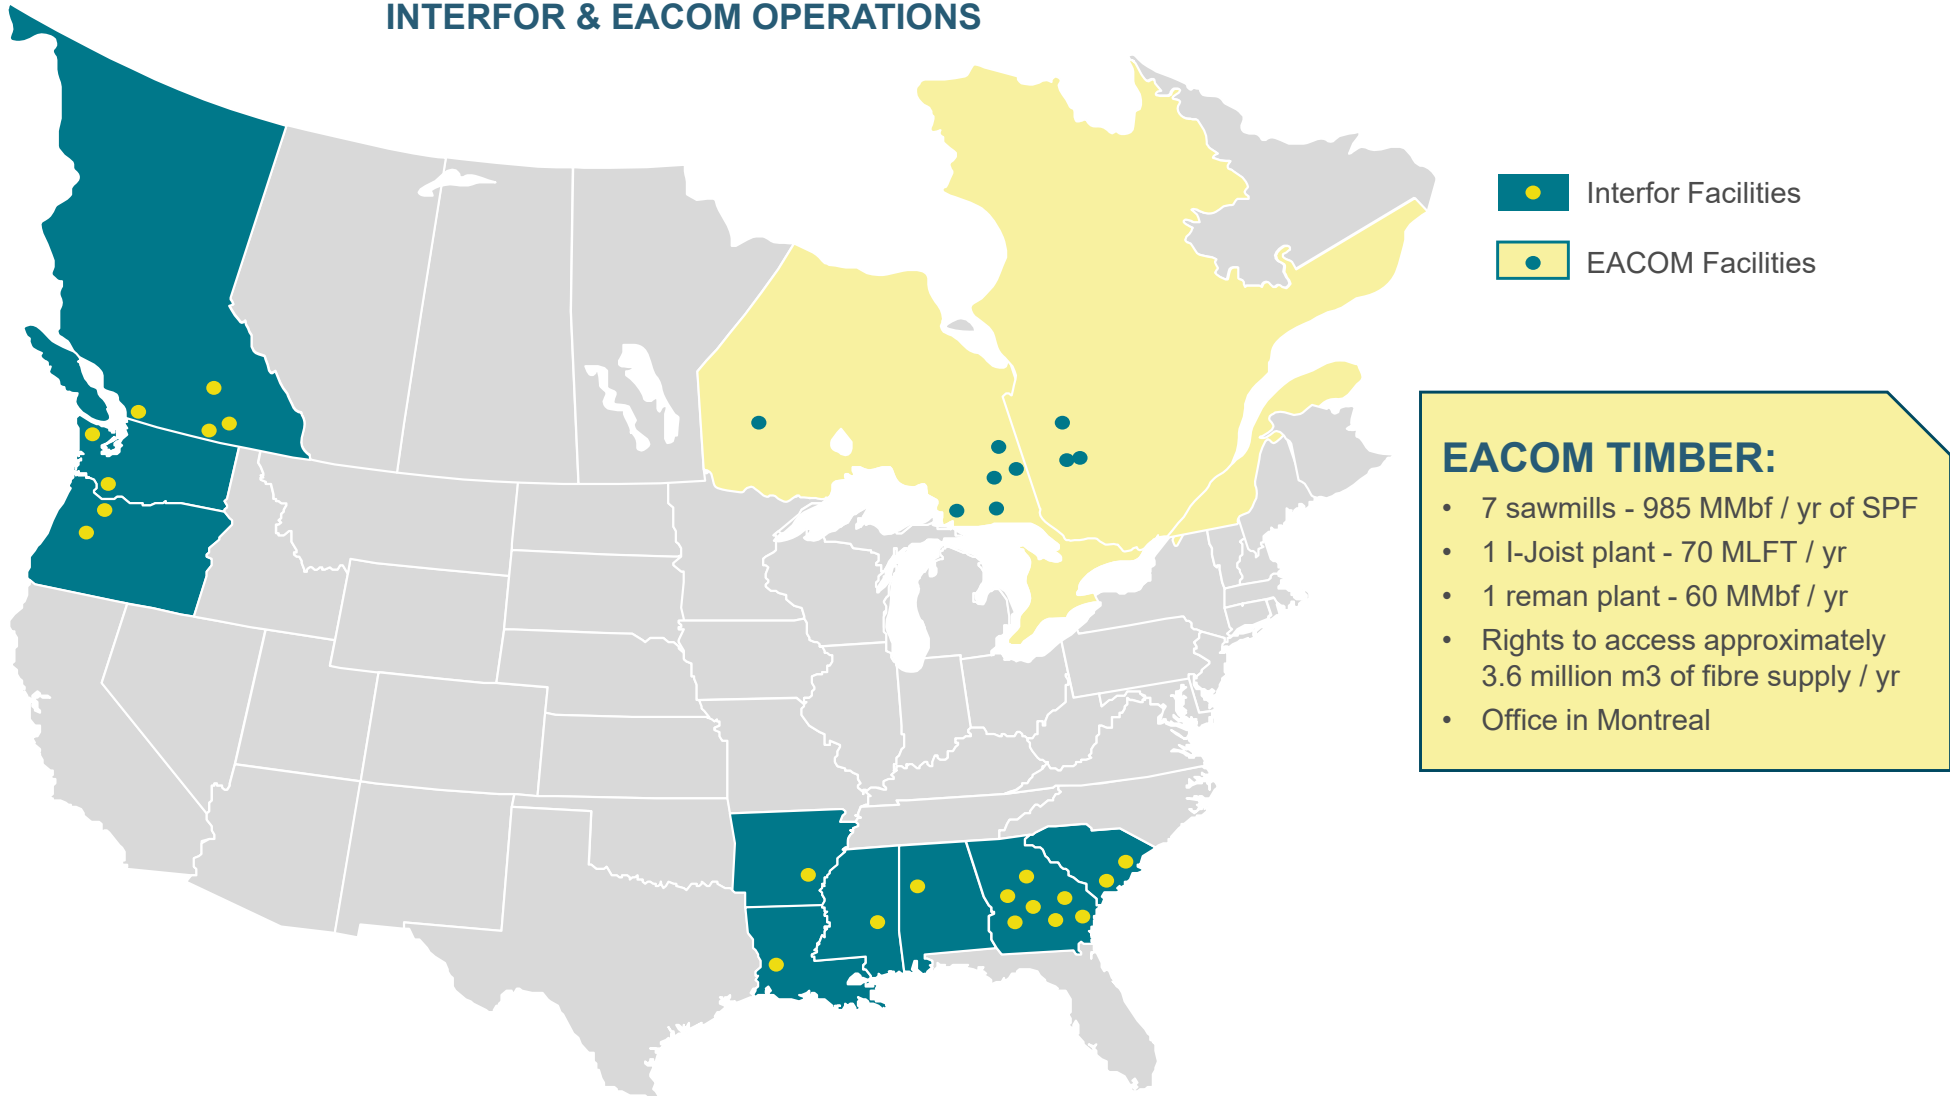 INTERFOR & EACOM OPERATIONS
Interfor Facilities
EACOM Facilities
EACOM TIMBER:
• 7 sawmills - 985 MMbf / yr of SPF
• 1 I-Joist plant - 70 MLFT / yr
• 1 reman plant - 60 MMbf / yr
• Rights to access approximately
3.6 million m3 of fibre supply / yr
• Office in Montreal